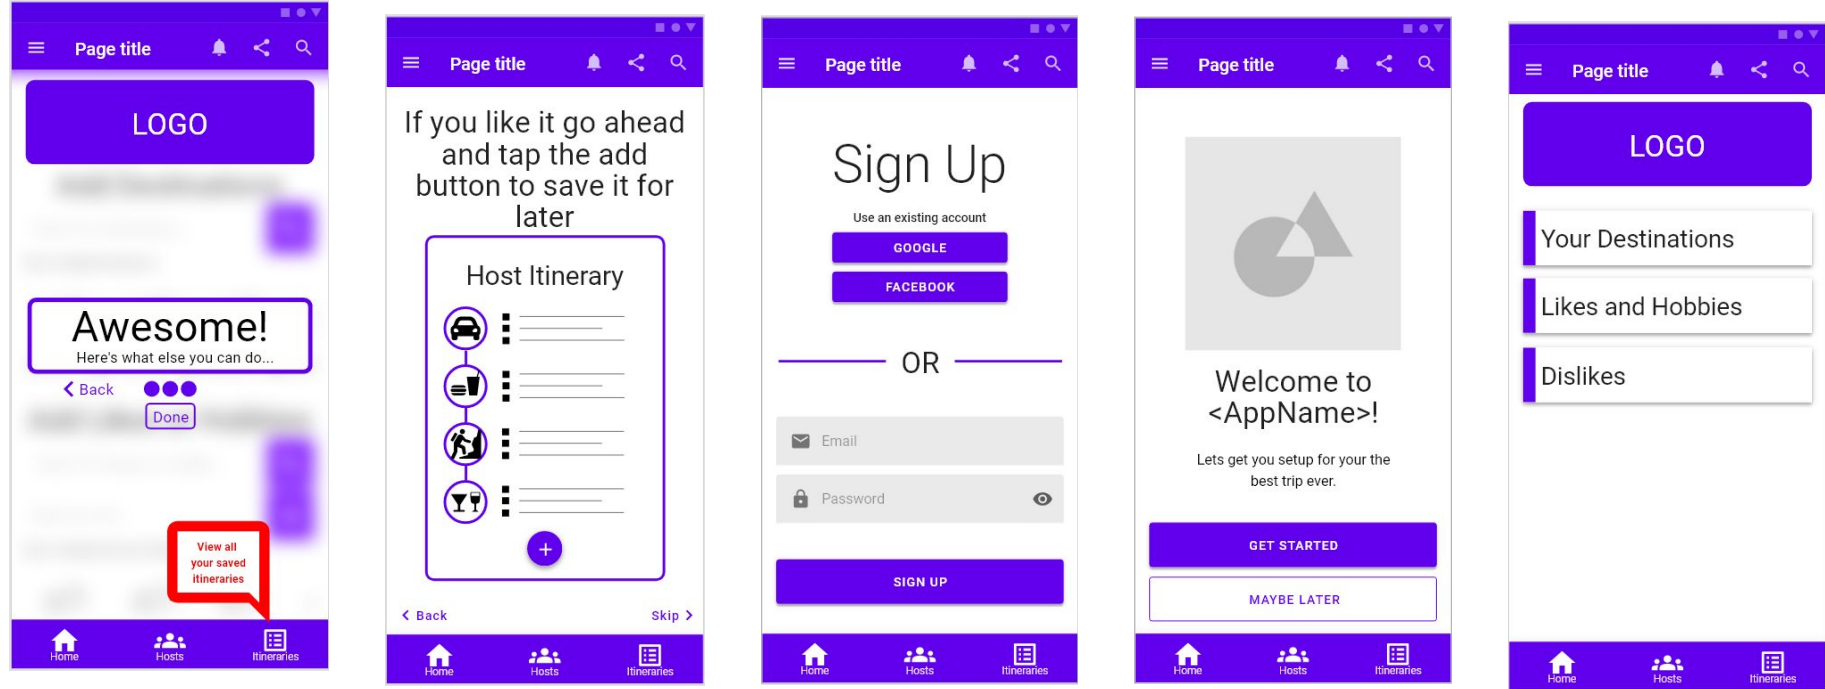 Page title
LOGO
Awesome!
Here's what else you can do...
Back
Done
View all
your saved
itineraries
Home
Hosts
Itineraries
Page title
If you like it go ahead
and tap the add
button to save it for
later
Host Itinerary
Back
Skip
Home
Hosts
Itineraries
Page title
Sign Up
Use an existing account
GOOGLE
FACEBOOK
OR
Email
Password
SIGN UP
Home
Hosts
Itineraries
Page title
Welcome to
<AppName>!
Lets get you setup for your the
best trip ever.
GET STARTED
MAYBE LATER
Home
Hosts
Itineraries
Page title
LOGO
Your Destinations
Likes and Hobbies
Dislikes
Home
Hosts
Itineraries